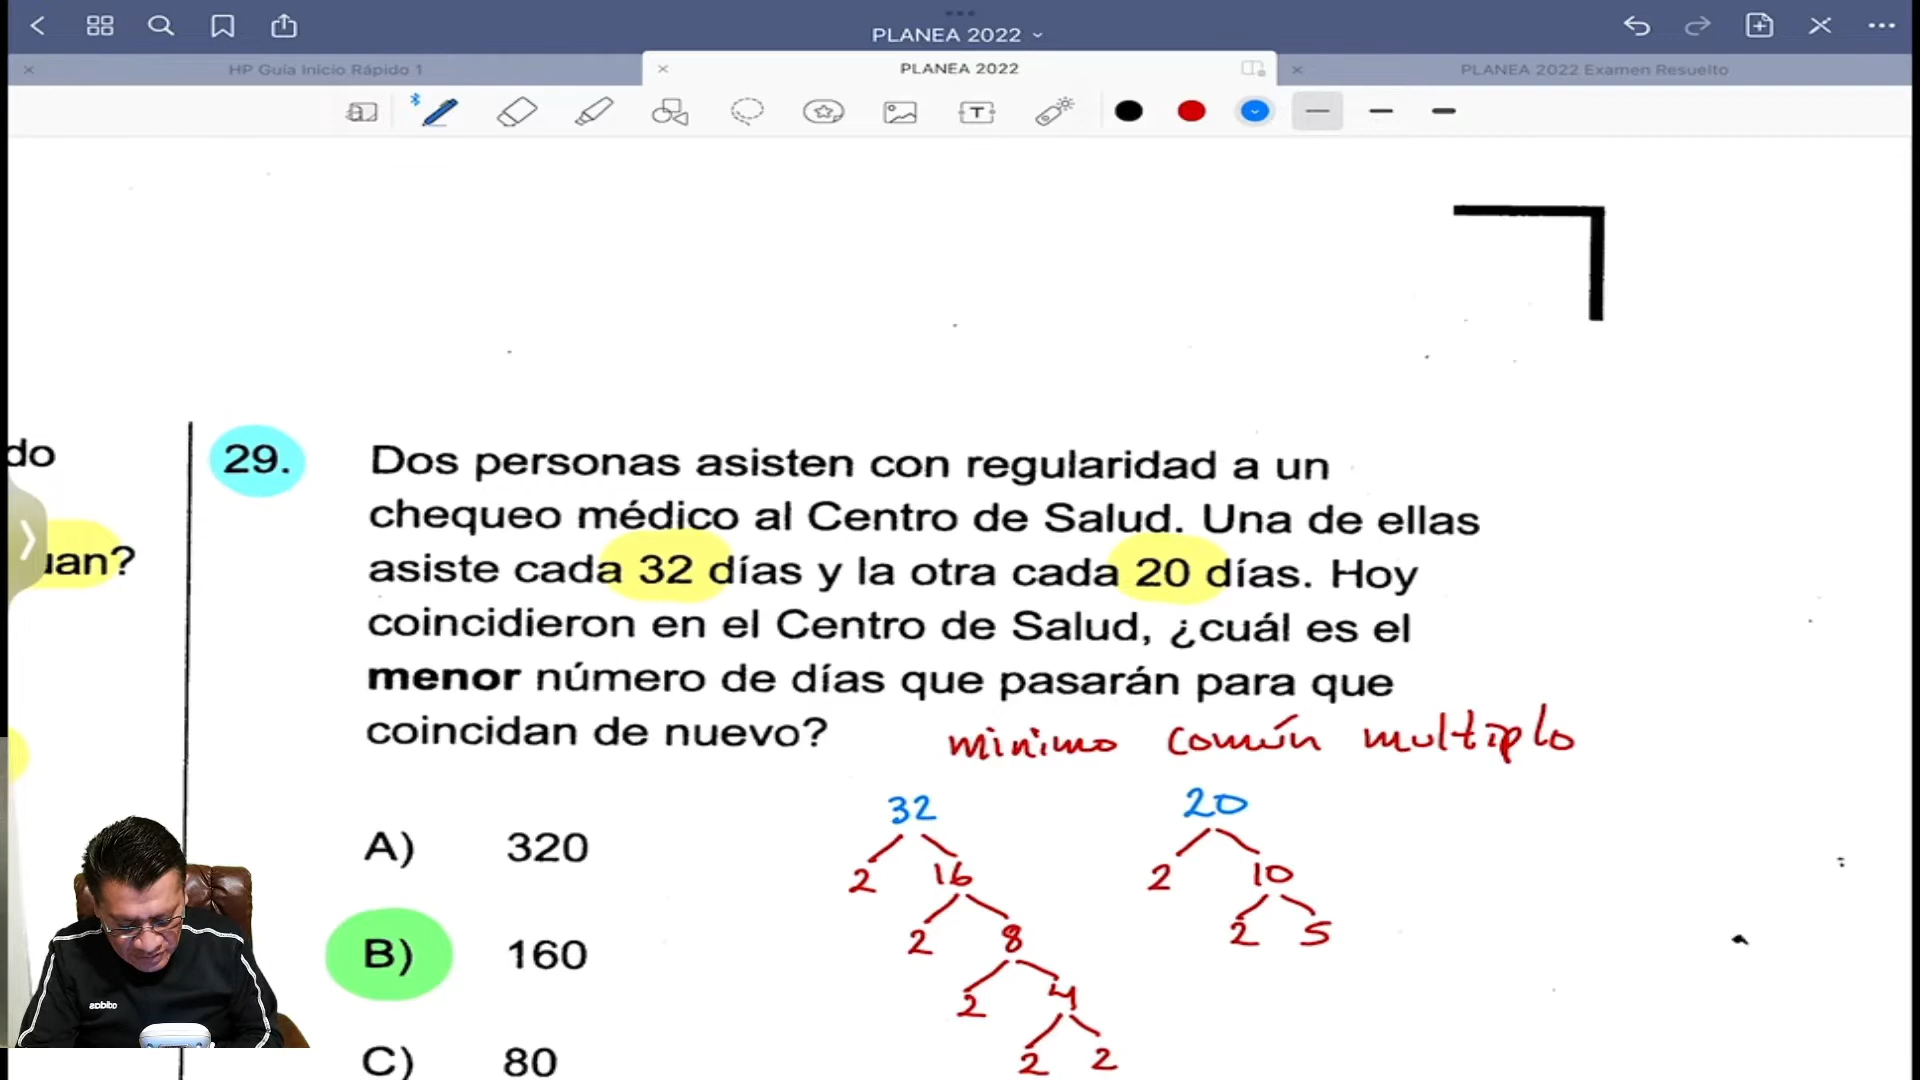 PLANEA 2022
HP Guía Inicio Rápido 1
PLANEA 2022
PLANEA 2022 Examen Resuelto
T
do
uan?
29. Dos personas asisten con regularidad a un
chequeo médico al Centro de Salud. Una de ellas
asiste cada 32 días y la otra cada 20 días. Hoy
coincidieron en el Centro de Salud, ¿cuál es el
menor número de días que pasarán para que
coincidan de nuevo?
minimo común multiplo
32 20
A) 320
2 16 2 10
2 8 2 5
B) 160
2 4
C) 80
2 2